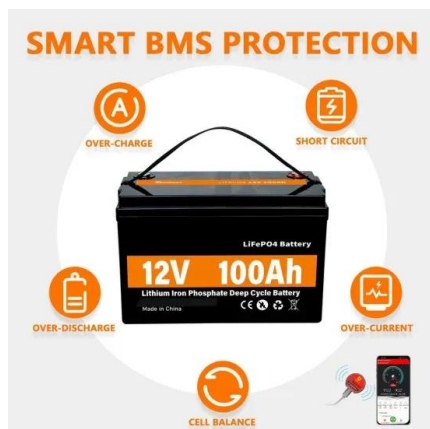 SMART BMS PROTECTION
A
OVER-CHARGE
SHORT CIRCUIT
LiFePO4 Battery
12V 100Ah
Lithium Iron Phosphate Deep Cycle Battery
Made in China
CE
OVER-DISCHARGE
OVER-CURRENT
CELL BALANCE